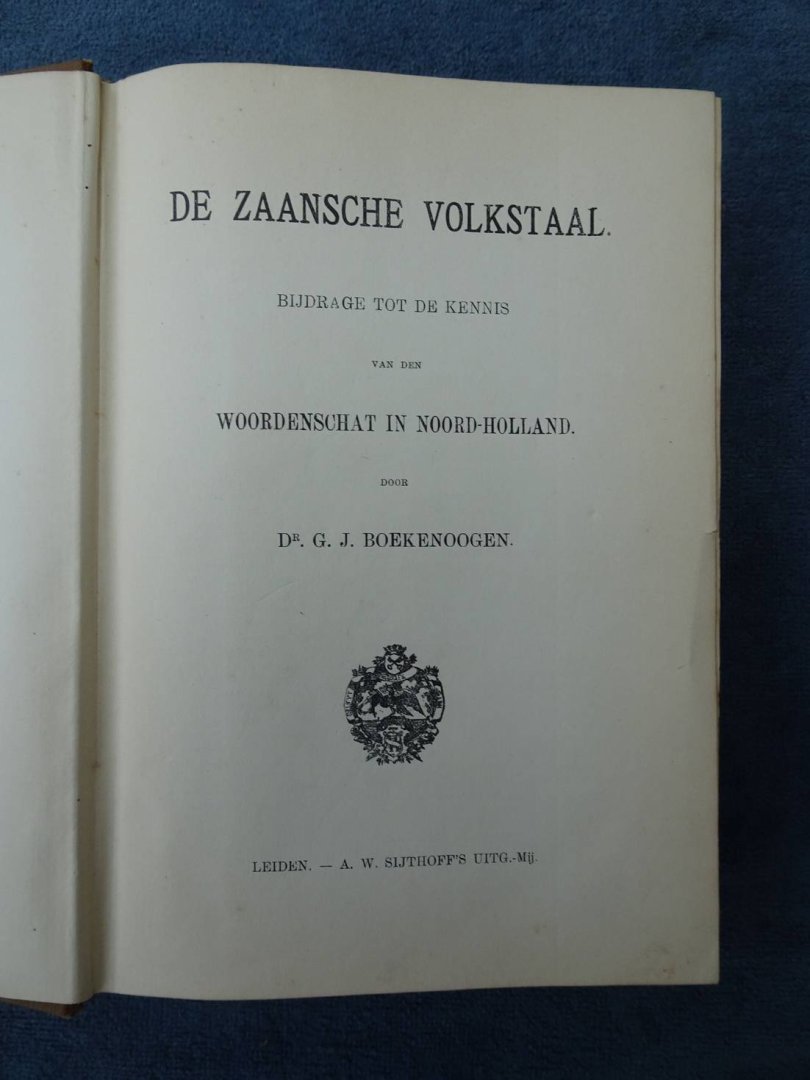 DE ZAANSCHE VOLKSTAAL.
BIJDRAGE TOT DE KENNIS
VAN DEN
WOORDENSCHAT IN NOORD-HOLLAND.
DOOR
DR. G. J. BOEKENOOGEN.
LEIDEN. — A. W. SIJTHOFF'S UITG.-Mij.